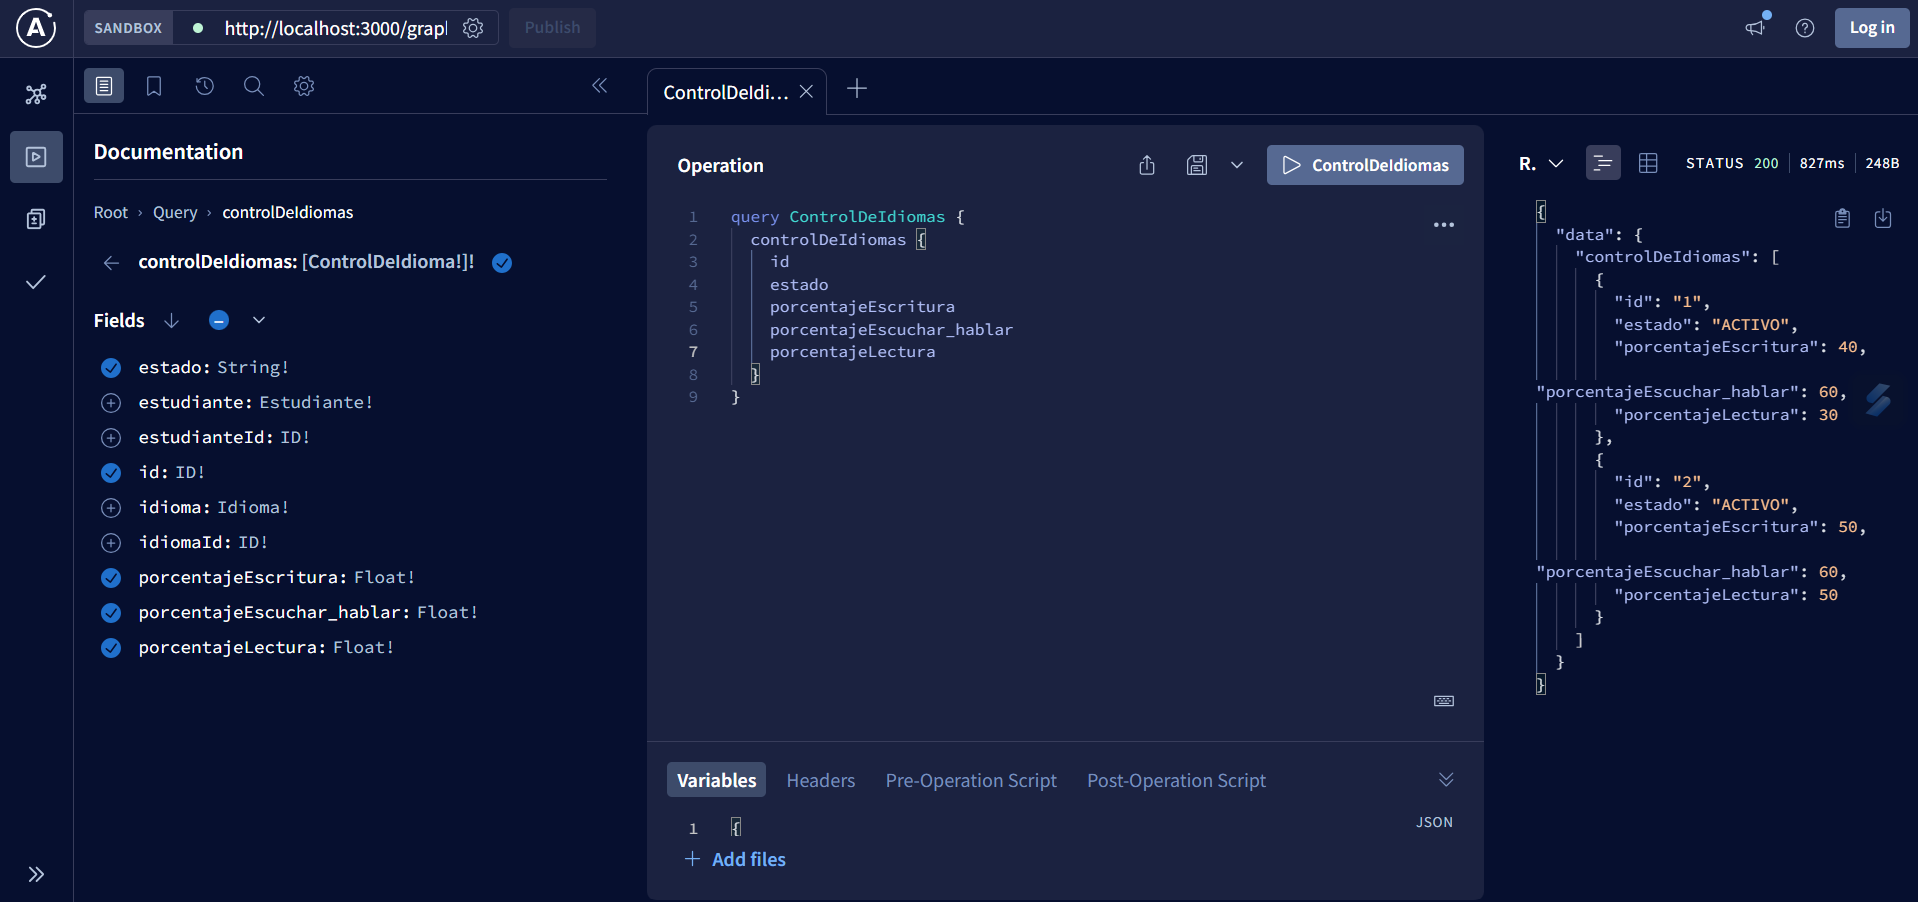 SANDBOX
http://localhost:3000/grap
Publish
Log in
ControlDeIdi...
Documentation
Root › Query › controlDeIdiomas
controlDeIdiomas: [ControlDeIdioma!]!
Fields
estado: String!
estudiante: Estudiante!
estudianteId: ID!
id: ID!
idioma: Idioma!
idiomaId: ID!
porcentajeEscritura: Float!
porcentajeEscuchar_hablar: Float!
porcentajeLectura: Float!
Operation
ControlDeIdiomas
1 query ControlDeIdiomas {
2 controlDeIdiomas {
3 id
4 estado
5 porcentajeEscritura
6 porcentajeEscuchar_hablar
7 porcentajeLectura
8 }
9 }
Variables Headers Pre-Operation Script Post-Operation Script
1 {
JSON
Add files
R. STATUS 200 827ms 248B
{
"data": {
"controlDeIdiomas": [
{
"id": "1",
"estado": "ACTIVO",
"porcentajeEscritura": 40,
"porcentajeEscuchar_hablar": 60,
"porcentajeLectura": 30
},
{
"id": "2",
"estado": "ACTIVO",
"porcentajeEscritura": 50,
"porcentajeEscuchar_hablar": 60,
"porcentajeLectura": 50
}
]
}
}